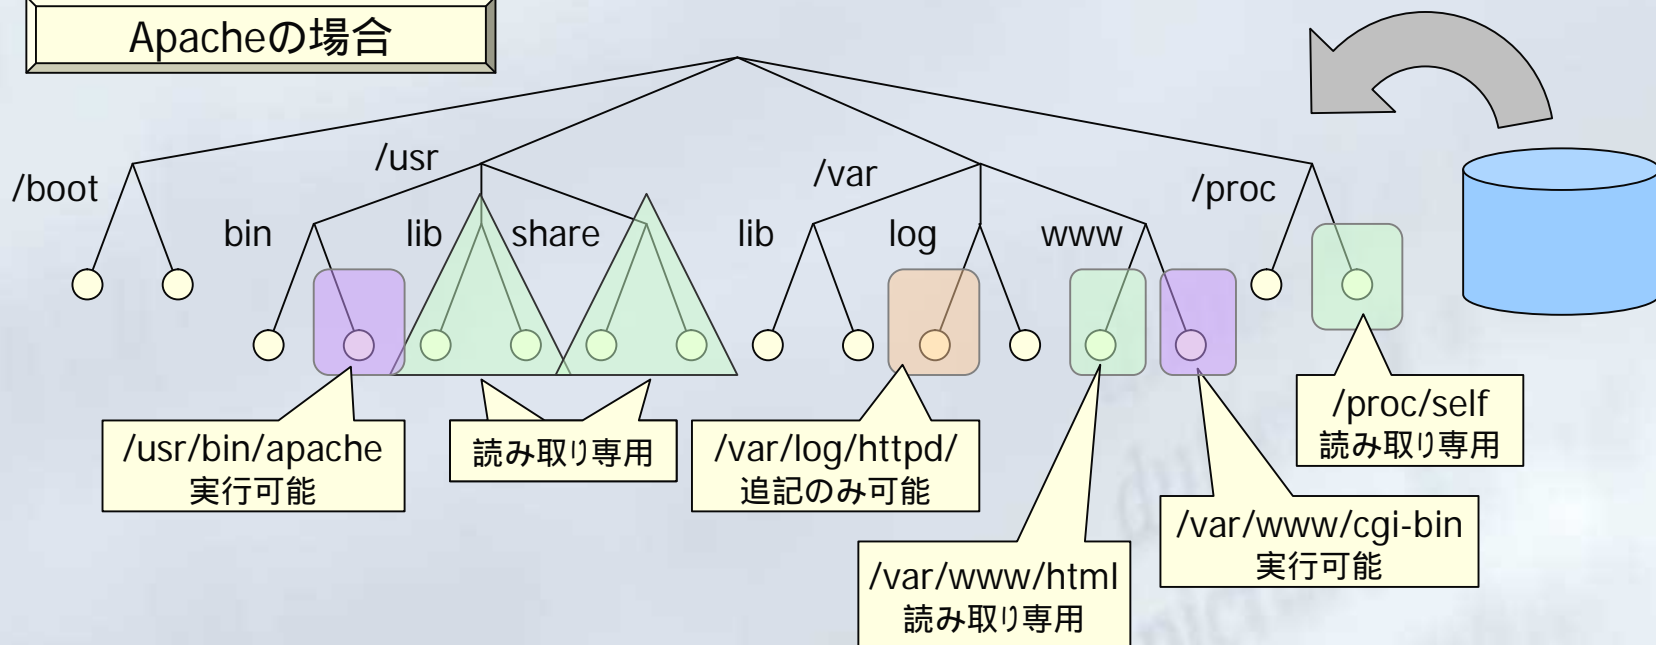 Apacheの場合
/boot
/usr
/var
/proc
bin
lib
share
lib
log
www
/usr/bin/apache
実行可能
読み取り専用
/var/log/httpd/
追記のみ可能
/var/www/html
読み取り専用
/var/www/cgi-bin
実行可能
/proc/self
読み取り専用